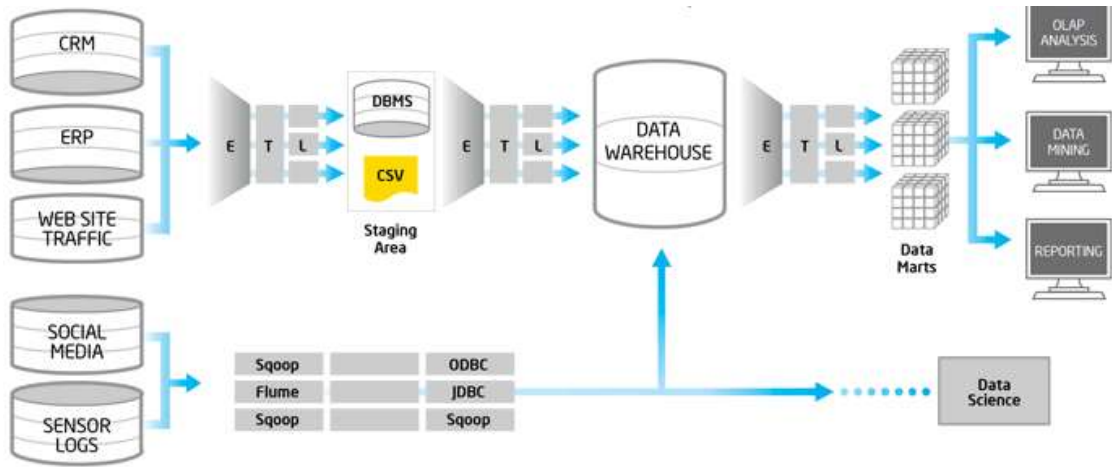 CRM
ERP
WEB SITE
TRAFFIC
E T L
DBMS
CSV
Staging
Area
E T L
DATA
WAREHOUSE
E T L
Data
Marts
OLAP
ANALYSIS
DATA
MINING
REPORTING
SOCIAL
MEDIA
SENSOR
LOGS
Sqoop
Flume
Sqoop
ODBC
JDBC
Sqoop
Data
Science